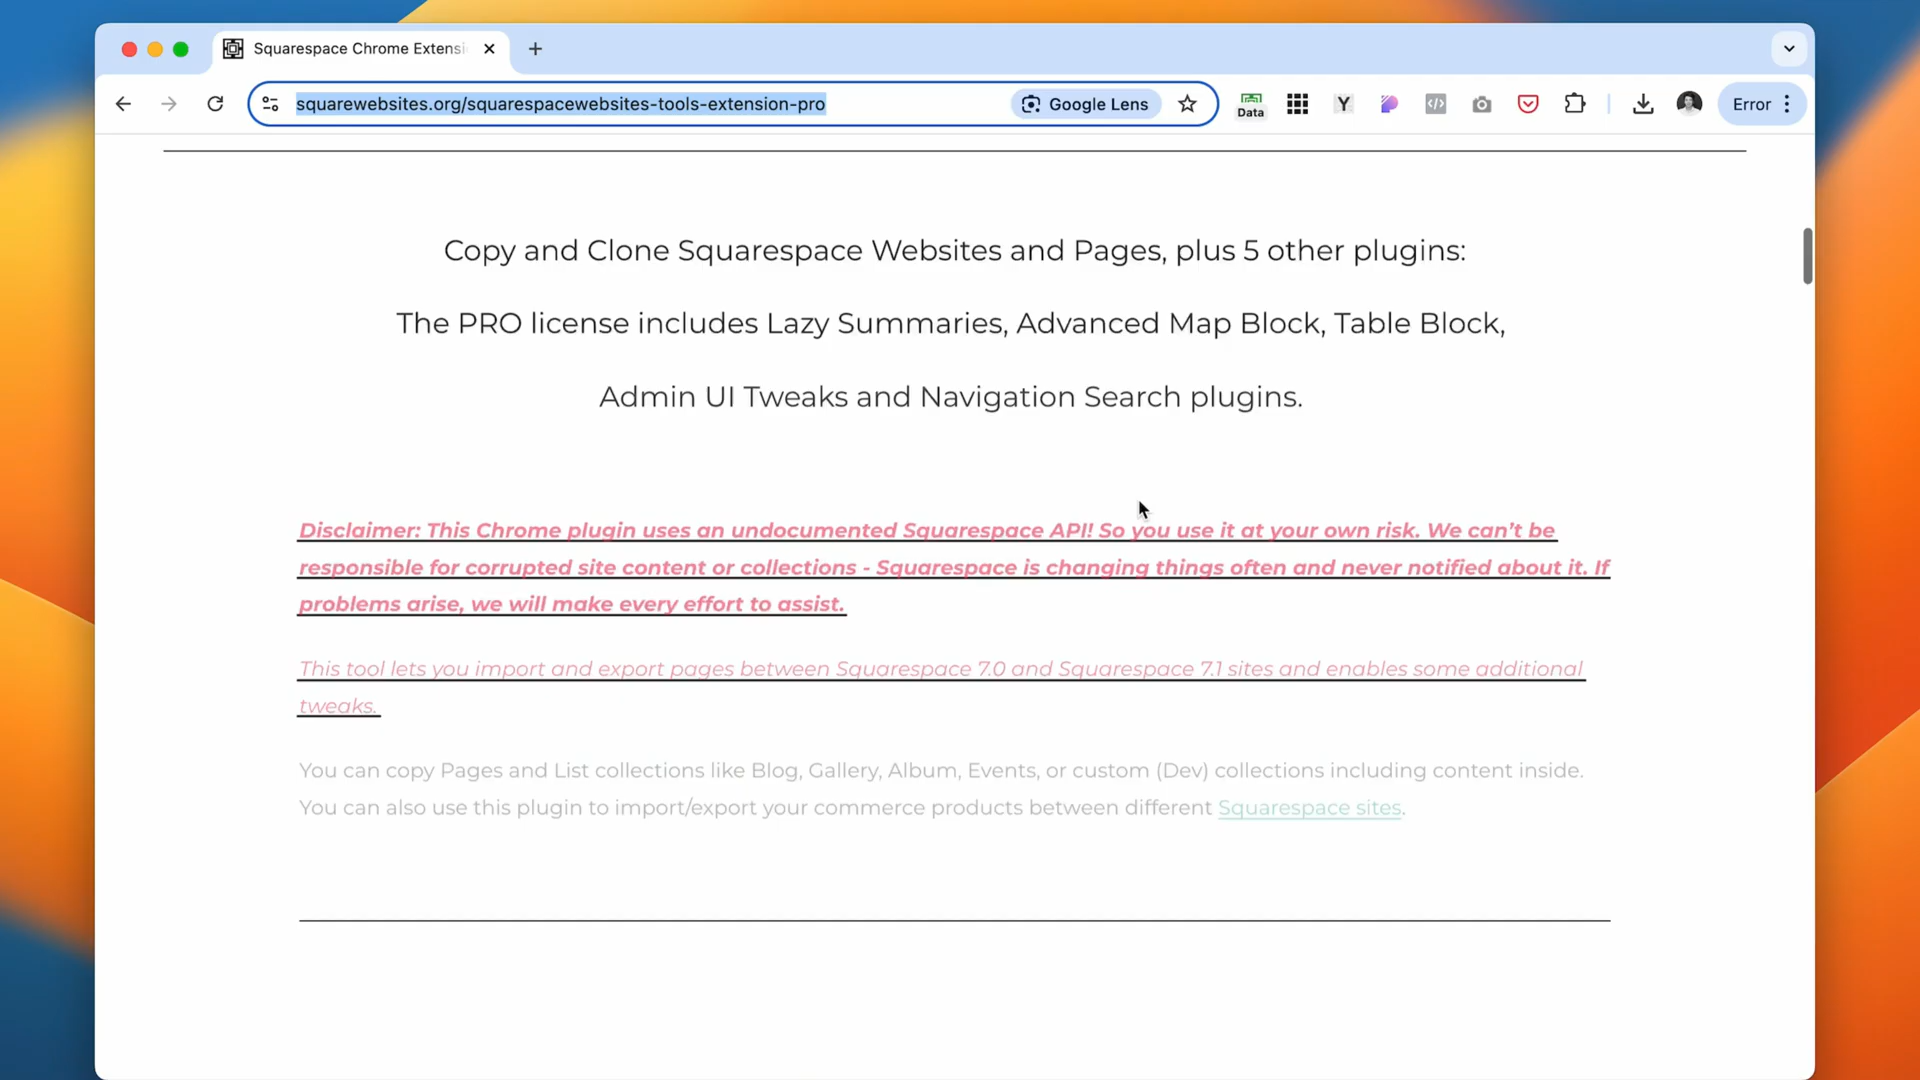 Squarespace Chrome Extensi
squarewebsites.org/squarespacewebsites-tools-extension-pro
Google Lens
Data
Y
Error
Copy and Clone Squarespace Websites and Pages, plus 5 other plugins:
The PRO license includes Lazy Summaries, Advanced Map Block, Table Block,
Admin UI Tweaks and Navigation Search plugins.
Disclaimer: This Chrome plugin uses an undocumented Squarespace API! So you use it at your own risk. We can’t be
responsible for corrupted site content or collections - Squarespace is changing things often and never notified about it. If
problems arise, we will make every effort to assist.
This tool lets you import and export pages between Squarespace 7.0 and Squarespace 7.1 sites and enables some additional
tweaks.
You can copy Pages and List collections like Blog, Gallery, Album, Events, or custom (Dev) collections including content inside.
You can also use this plugin to import/export your commerce products between different Squarespace sites.